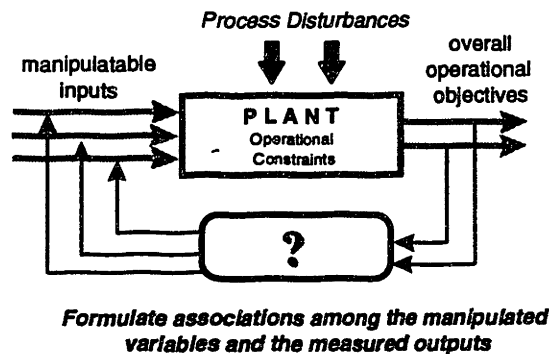 Process Disturbances
manipulatable
inputs
overall
operational
objectives
PLANT
Operational
Constraints
?
Formulate associations among the manipulated
variables and the measured outputs